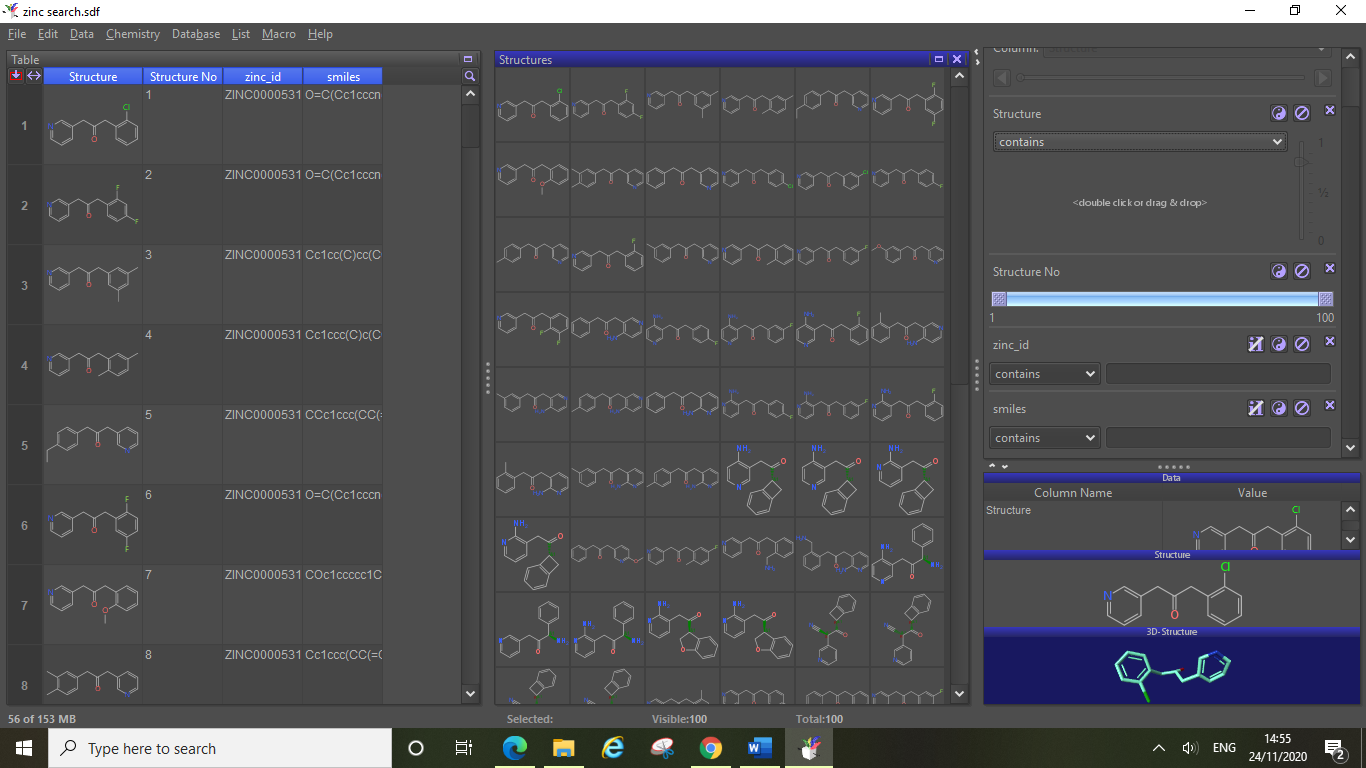 zinc search.sdf
File Edit Data Chemistry Database List Macro Help
Table
Structure Structure No zinc_id smiles
1 1 ZINC0000531 O=C(Cc1cccn
2 2 ZINC0000531 O=C(Cc1cccn
3 3 ZINC0000531 Cc1cc(C)cc(C
4 4 ZINC0000531 Cc1ccc(C)c(C
5 5 ZINC0000531 CCc1ccc(CC(=
6 6 ZINC0000531 O=C(Cc1cccn
7 7 ZINC0000531 COc1ccccc1C
8 8 ZINC0000531 Cc1ccc(CC(=O
Structures
Column:
Structure
contains
1
½
0
<double click or drag & drop>
Structure No
1 100
zinc_id
contains
smiles
contains
Data
Column Name Value
Structure
Cl
N
Structure
Cl
N
O
3D-Structure
56 of 153 MB
Selected: Visible:100 Total:100
Type here to search
ENG
14:55
24/11/2020
2